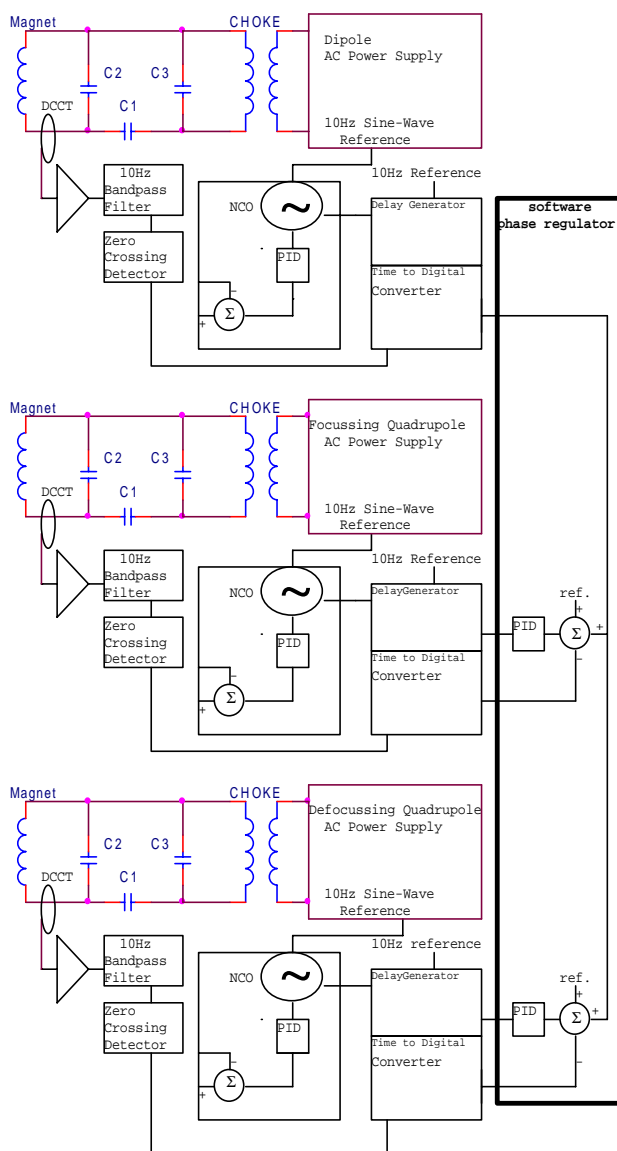 Magnet
CHOKE
Dipole
AC Power Supply
C2
C3
C1
DCCT
10Hz Sine-Wave
Reference
10Hz
Bandpass
Filter
NCO
~
10Hz Reference
Delay Generator
software
phase regulator
Zero
Crossing
Detector
PID
Time to Digital
Converter
-
+
Σ
Magnet
CHOKE
Focussing Quadrupole
AC Power Supply
C2
C3
C1
DCCT
10Hz Sine-Wave
Reference
10Hz
Bandpass
Filter
NCO
~
10Hz Reference
DelayGenerator
ref.
+
Zero
Crossing
Detector
PID
PID
Σ
+
-
Time to Digital
Converter
-
+
Σ
Magnet
CHOKE
Defocussing Quadrupole
AC Power Supply
C2
C3
C1
DCCT
10Hz Sine-Wave
Reference
10Hz
Bandpass
Filter
NCO
~
10Hz reference
DelayGenerator
ref.
+
Zero
Crossing
Detector
PID
PID
Σ
+
-
Time to Digital
Converter
-
+
Σ